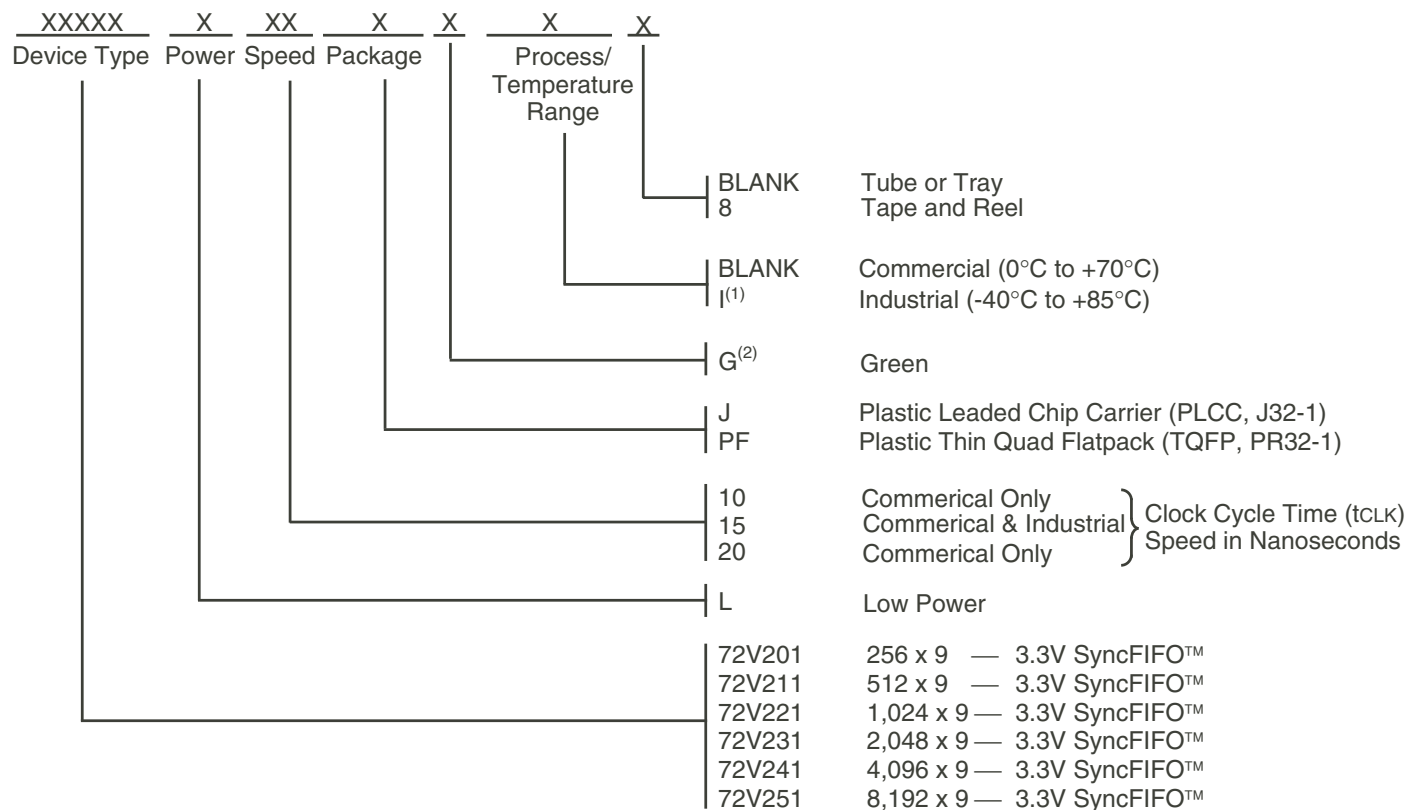 XXXXX X XX X X X X
Device Type Power Speed Package Process/
Temperature
Range
BLANK Tube or Tray
8 Tape and Reel
BLANK Commercial (0°C to +70°C)
I(1) Industrial (-40°C to +85°C)
G(2) Green
J Plastic Leaded Chip Carrier (PLCC, J32-1)
PF Plastic Thin Quad Flatpack (TQFP, PR32-1)
10 Commerical Only
15 Commerical & Industrial Clock Cycle Time (tCLK)
20 Commerical Only Speed in Nanoseconds
L Low Power
72V201 256 x 9 — 3.3V SyncFIFO™
72V211 512 x 9 — 3.3V SyncFIFO™
72V221 1,024 x 9 — 3.3V SyncFIFO™
72V231 2,048 x 9 — 3.3V SyncFIFO™
72V241 4,096 x 9 — 3.3V SyncFIFO™
72V251 8,192 x 9 — 3.3V SyncFIFO™